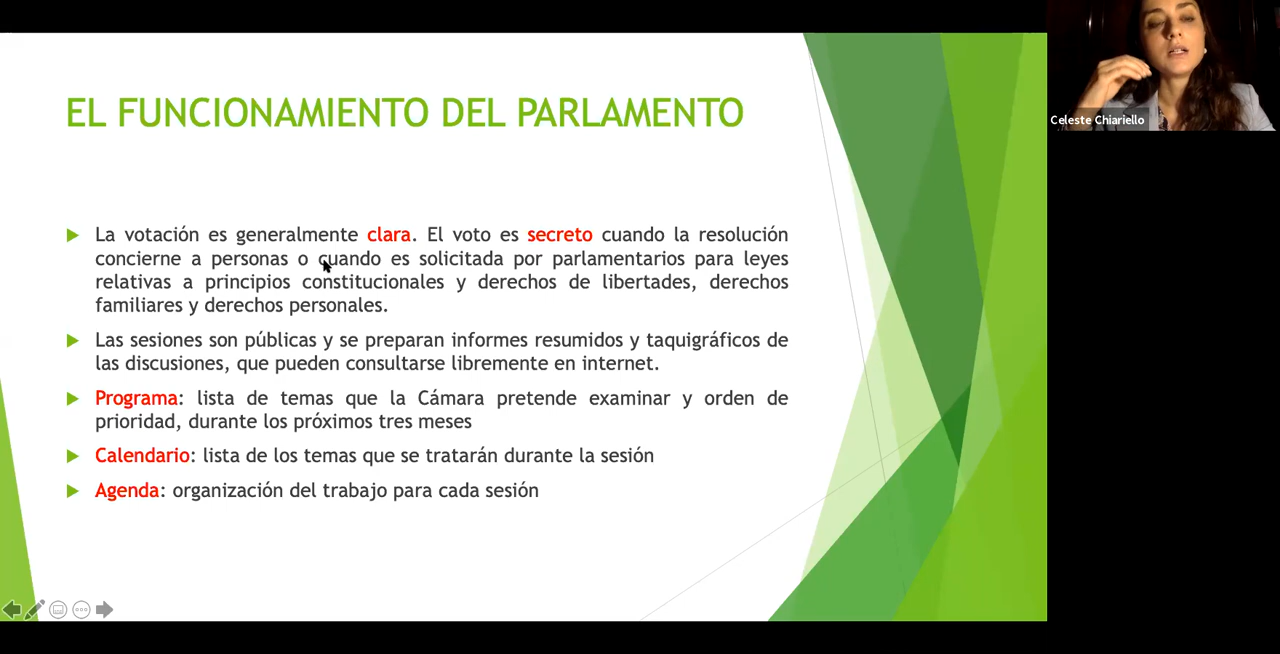 EL FUNCIONAMIENTO DEL PARLAMENTO
La votación es generalmente clara. El voto es secreto cuando la resolución
concierne a personas o cuando es solicitada por parlamentarios para leyes
relativas a principios constitucionales y derechos de libertades, derechos
familiares y derechos personales.
Las sesiones son públicas y se preparan informes resumidos y taquigráficos de
las discusiones, que pueden consultarse libremente en internet.
Programa: lista de temas que la Cámara pretende examinar y orden de
prioridad, durante los próximos tres meses
Calendario: lista de los temas que se tratarán durante la sesión
Agenda: organización del trabajo para cada sesión
Celeste Chiariello